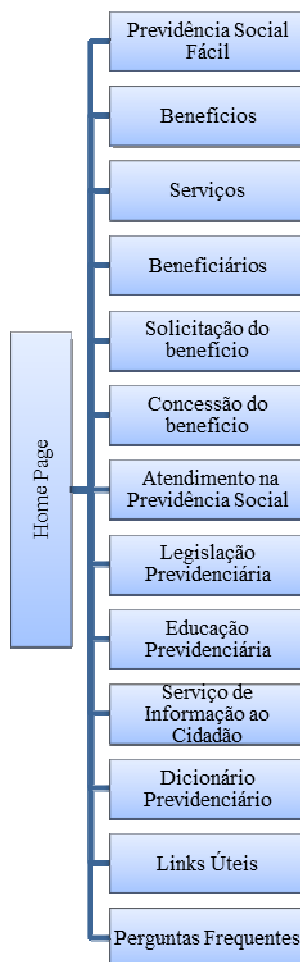 Previdência Social
Fácil
Benefícios
Serviços
Beneficiários
Solicitação do
benefício
Concessão do
benefício
Home Page
Atendimento na
Previdência Social
Legislação
Previdenciária
Educação
Previdenciária
Serviço de
Informação ao
Cidadão
Dicionário
Previdenciário
Links Úteis
Perguntas Frequentes